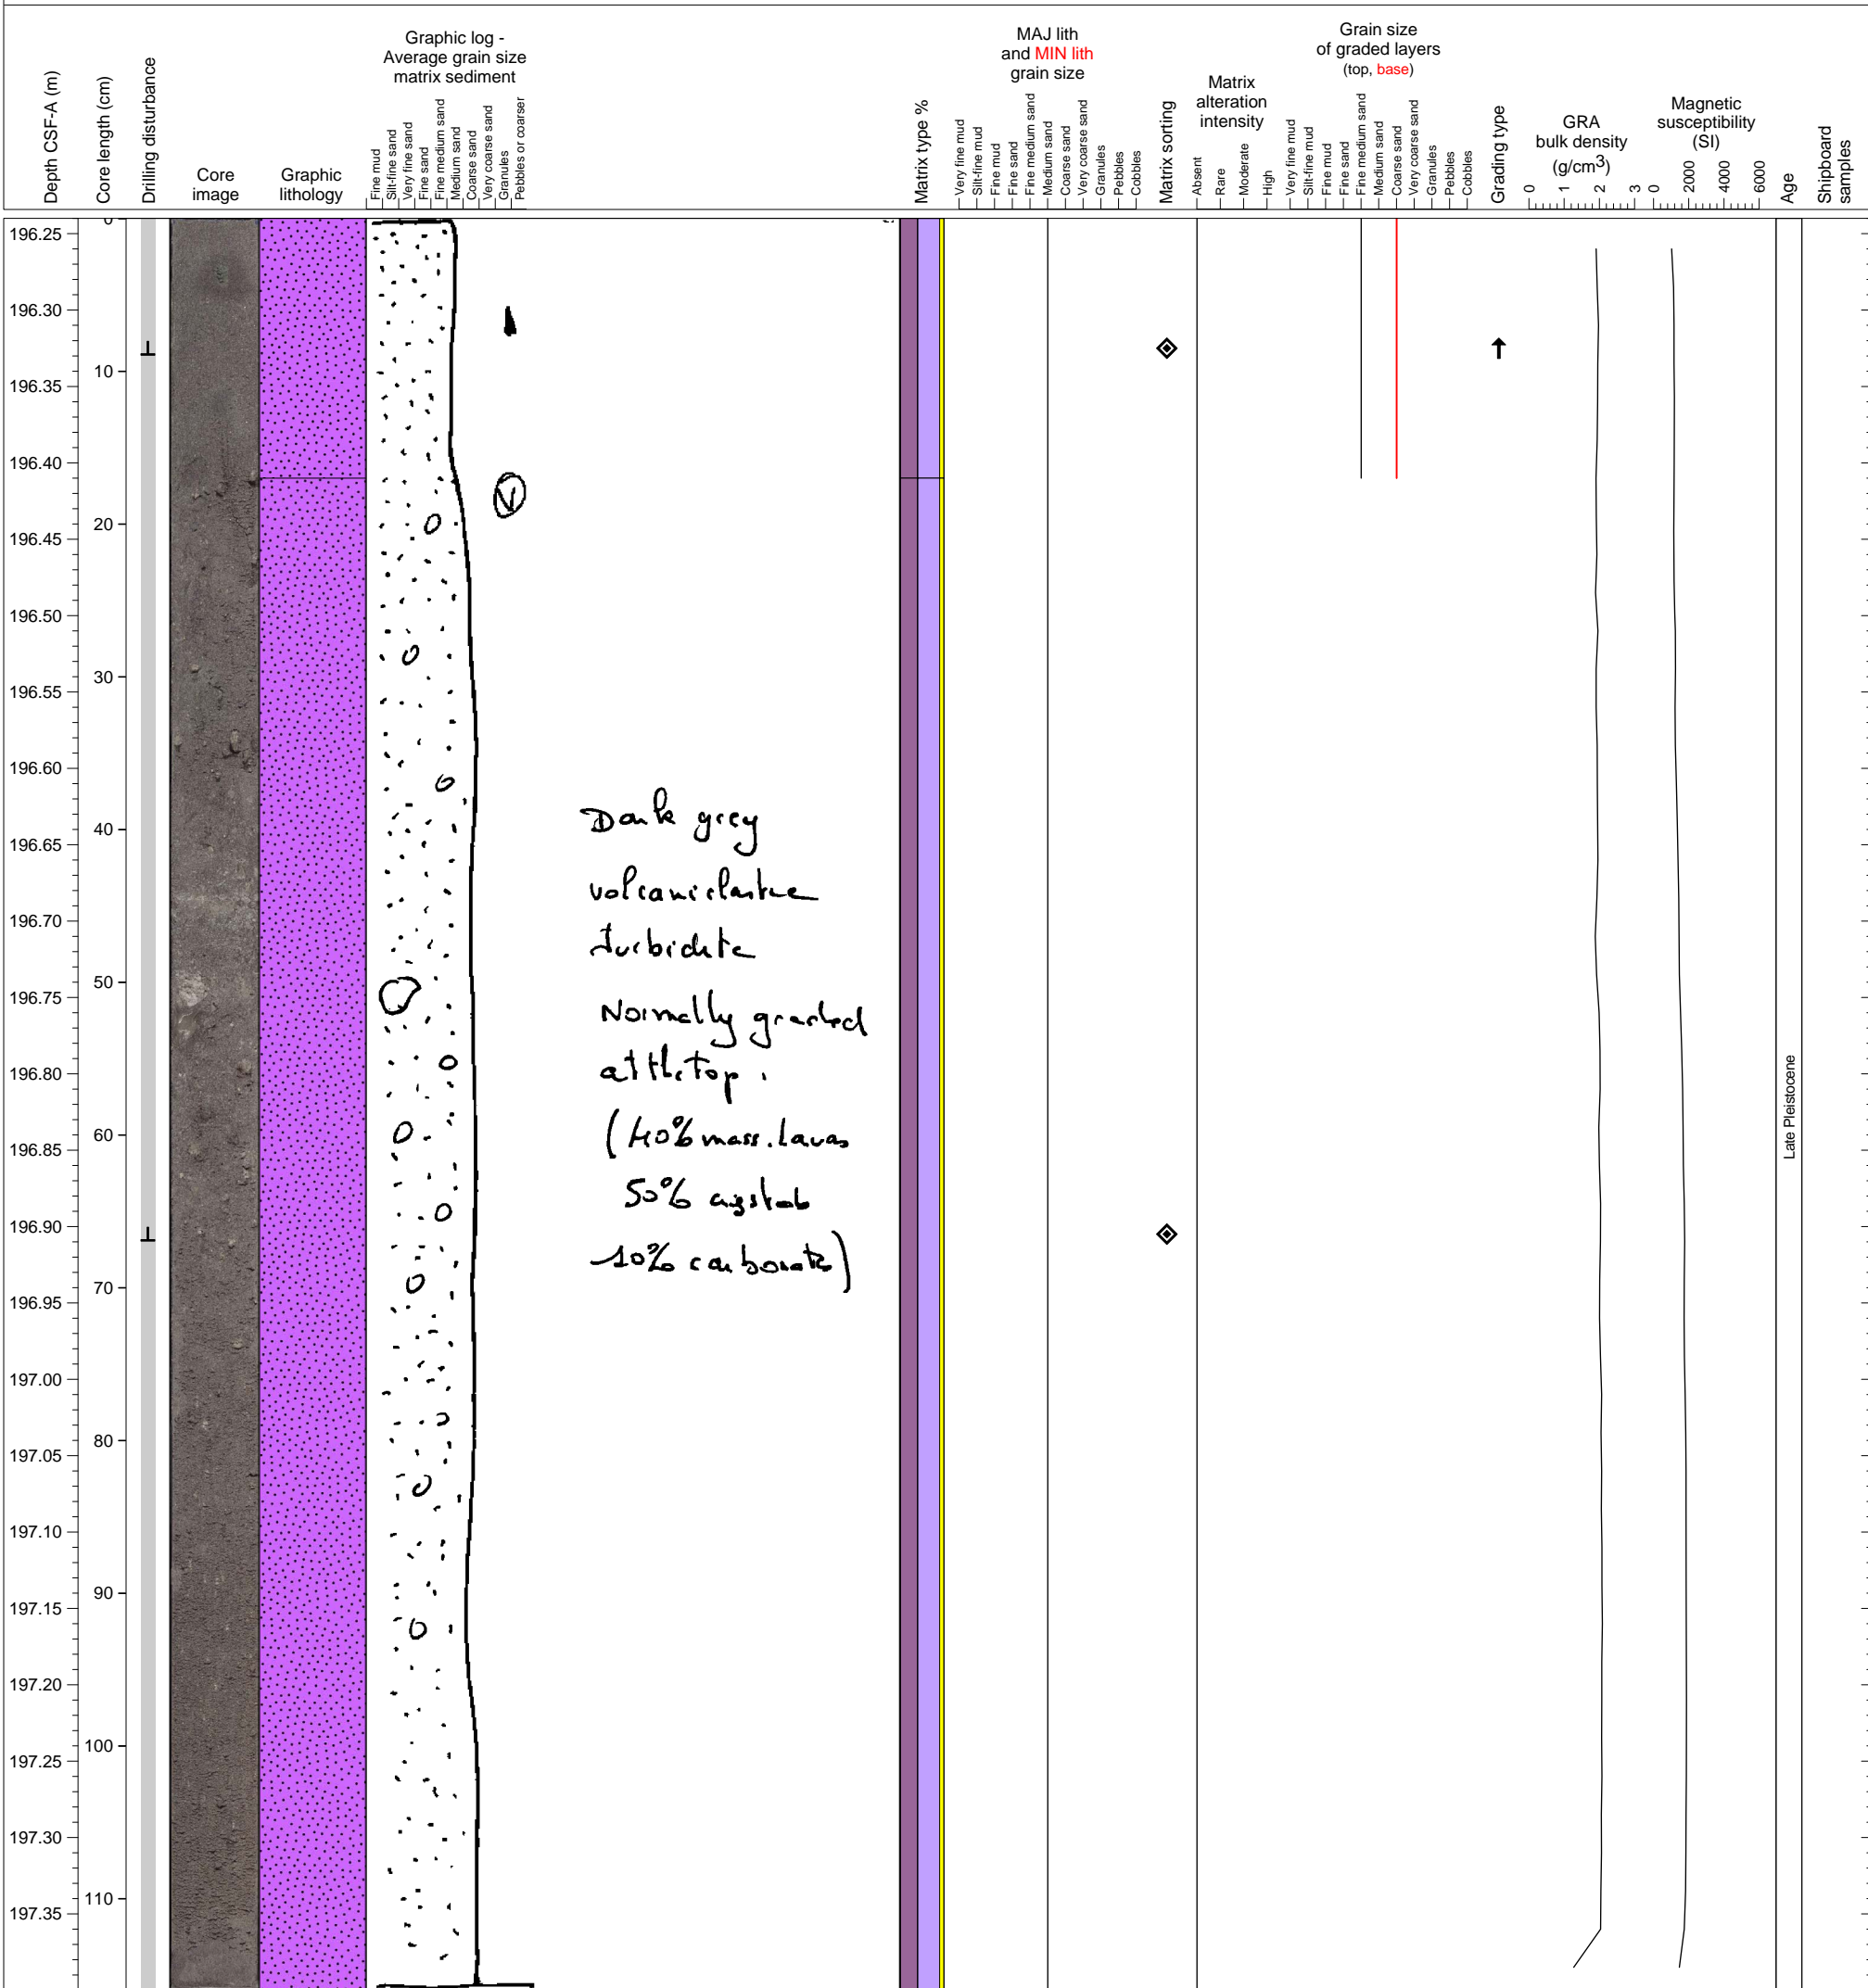 Graphic log -
Average grain size
matrix sediment
MAJ lith
and MIN lith
grain size
Matrix
alteration
intensity
Grain size
of graded layers
(top, base)
GRA
bulk density
(g/cm3)
Magnetic
susceptibility
(SI)
Depth CSF-A (m)
Core length (cm)
Drilling disturbance
Core
image
Graphic
lithology
Fine mud
Silt-fine sand
Very fine sand
Fine sand
Fine medium sand
Medium sand
Coarse sand
Very coarse sand
Granules
Pebbles or coarser
Matrix type %
Very fine mud
Silt-fine mud
Fine mud
Fine sand
Fine medium sand
Medium sand
Coarse sand
Very coarse sand
Granules
Pebbles
Cobbles
Matrix sorting
Absent
Rare
Moderate
High
Very fine mud
Silt-fine mud
Fine mud
Fine sand
Fine medium sand
Medium sand
Coarse sand
Very coarse sand
Granules
Pebbles
Cobbles
Grading type
0 1 2 3
0 2000 4000 6000
Age
Shipboard
samples
196.25
196.30
196.35
196.40
196.45
196.50
196.55
196.60
196.65
196.70
196.75
196.80
196.85
196.90
196.95
197.00
197.05
197.10
197.15
197.20
197.25
197.30
197.35
0
10
20
30
40
50
60
70
80
90
100
110
V
Dark grey
volcaniclastic
turbidite
Normally graded
at the top.
(40% mass. lavas
50% crystals
10% carbonate)
Late Pleistocene